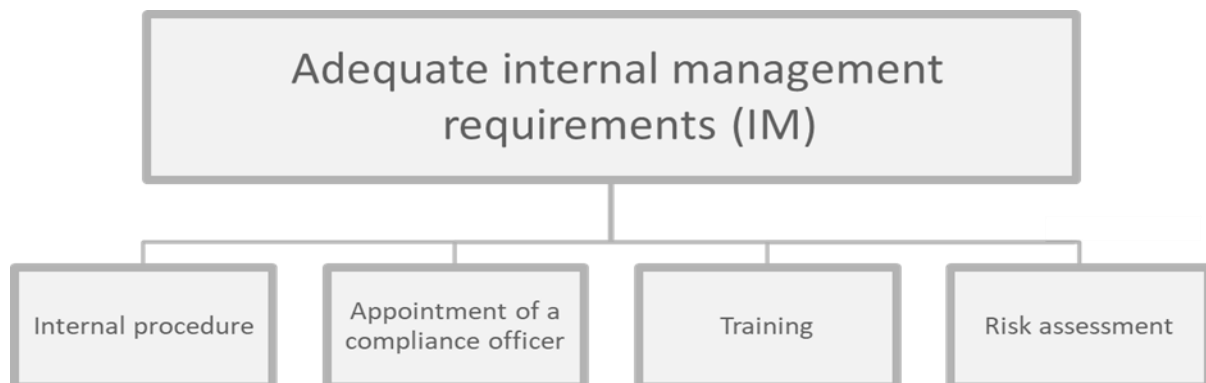 Adequate internal management
requirements (IM)
Internal procedure
Appointment of a
compliance officer
Training
Risk assessment